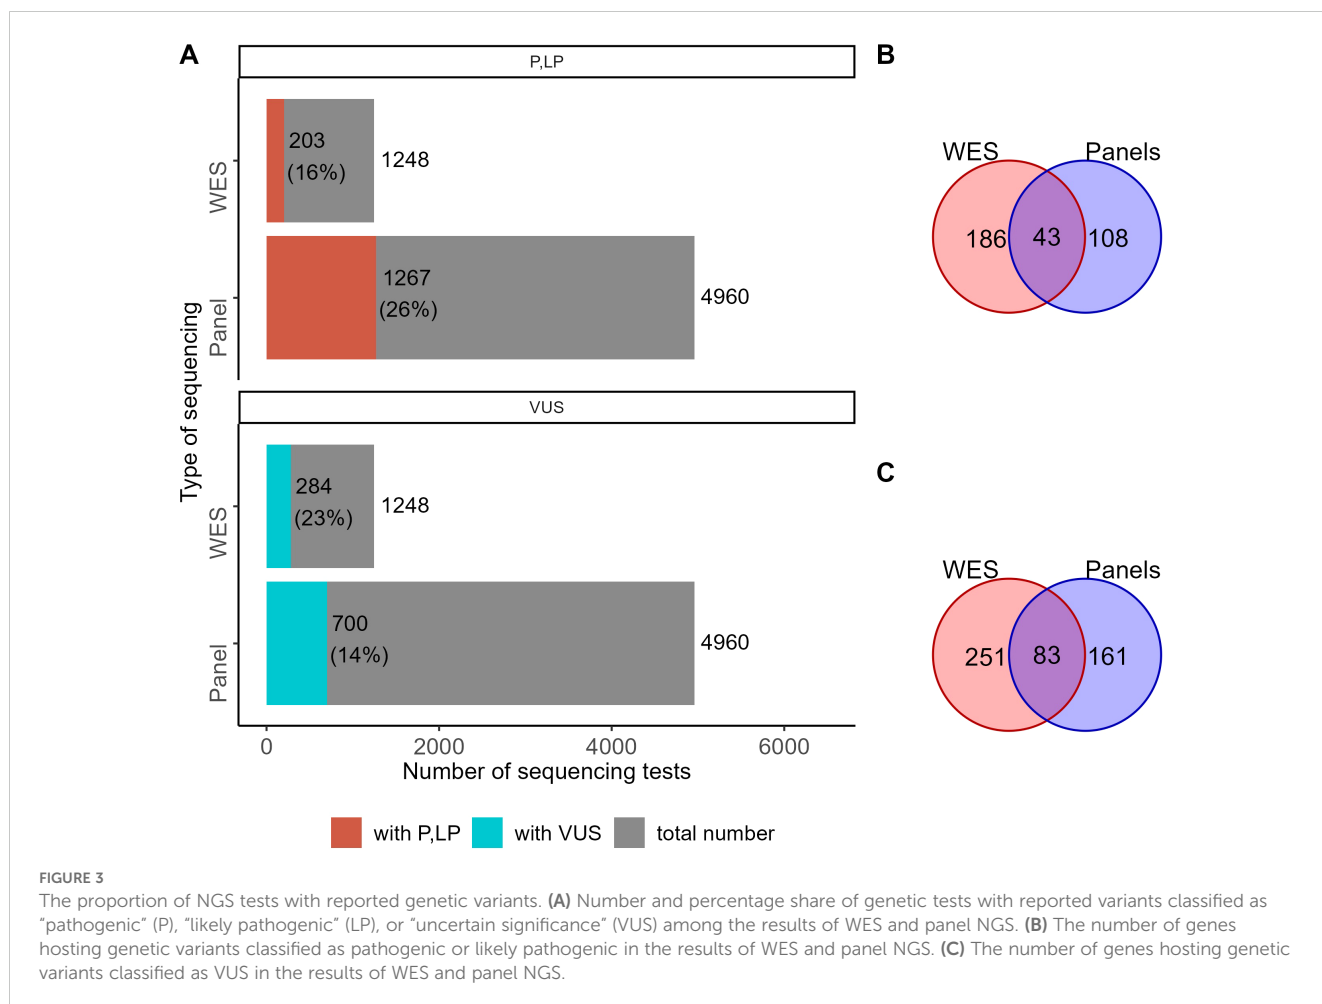 A
P,LP
WES
203
(16%)
1248
Panel
1267
(26%)
4960
Type of sequencing
VUS
WES
284
(23%)
1248
Panel
700
(14%)
4960
0 2000 4000 6000
Number of sequencing tests
with P,LP with VUS total number
B
WES Panels
186 43 108
C
WES Panels
251 83 161
FIGURE 3
The proportion of NGS tests with reported genetic variants. (A) Number and percentage share of genetic tests with reported variants classified as
“pathogenic” (P), “likely pathogenic” (LP), or “uncertain significance” (VUS) among the results of WES and panel NGS. (B) The number of genes
hosting genetic variants classified as pathogenic or likely pathogenic in the results of WES and panel NGS. (C) The number of genes hosting genetic
variants classified as VUS in the results of WES and panel NGS.